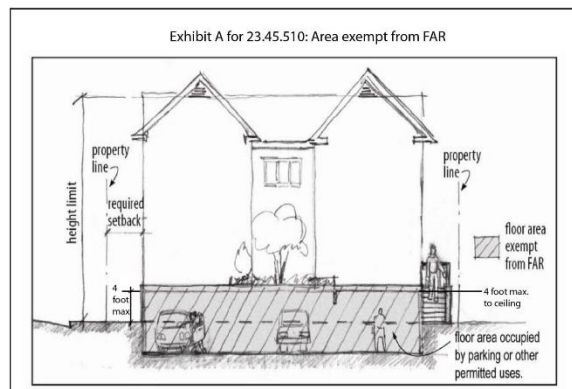 Exhibit A for 23.45.510: Area exempt from FAR
property
line
required
setback
height limit
4
foot
max
property
line
floor area
exempt
from FAR
4 foot max.
to ceiling
floor area occupied
by parking or other
permitted uses.